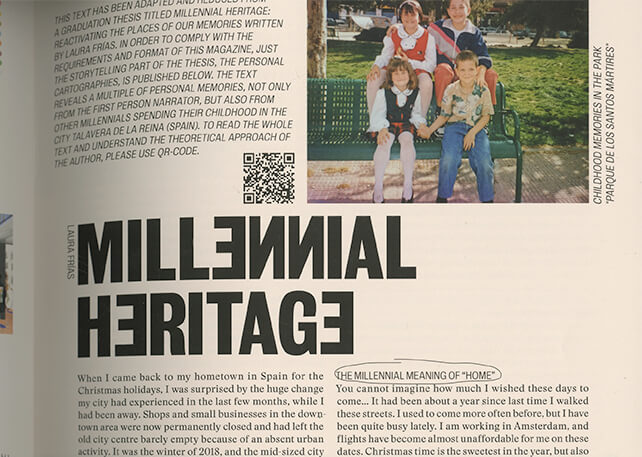 THIS TEXT HAS BEEN ADAPTED AND REDUCED FROM
A GRADUATION THESIS TITLED MILLENNIAL HERITAGE:
REACTIVATING THE PLACES OF OUR MEMORIES WRITTEN
BY LAURA FRÍAS. IN ORDER TO COMPLY WITH THE
REQUIREMENTS AND FORMAT OF THIS MAGAZINE, JUST
THE STORYTELLING PART OF THE THESIS, THE PERSONAL
CARTOGRAPHIES, IS PUBLISHED BELOW. THE TEXT
REVEALS A MULTIPLE OF PERSONAL MEMORIES, NOT ONLY
FROM THE FIRST PERSON NARRATOR, BUT ALSO FROM
OTHER MILLENNIALS SPENDING THEIR CHILDHOOD IN THE
CITY TALAVERA DE LA REINA (SPAIN). TO READ THE WHOLE
TEXT AND UNDERSTAND THE THEORETICAL APPROACH OF
THE AUTHOR, PLEASE USE QR-CODE.
CHILDHOOD MEMORIES IN THE PARK
"PARQUE DE LOS SANTOS MÁRTIRES"
LAURA FRÍAS
MILLENNIAL
HERITAGE
When I came back to my hometown in Spain for the
Christmas holidays, I was surprised by the huge change
my city had experienced in the last few months, while I
had been away. Shops and small businesses in the down-
town area were now permanently closed and had left the
old city centre barely empty because of an absent urban
activity. It was the winter of 2018, and the mid-sized city
THE MILLENNIAL MEANING OF "HOME"
You cannot imagine how much I wished these days to
come... It had been about a year since last time I walked
these streets. I used to come more often before, but I have
been quite busy lately. I am working in Amsterdam, and
flights have become almost unaffordable for me on these
dates. Christmas time is the sweetest in the year, but also